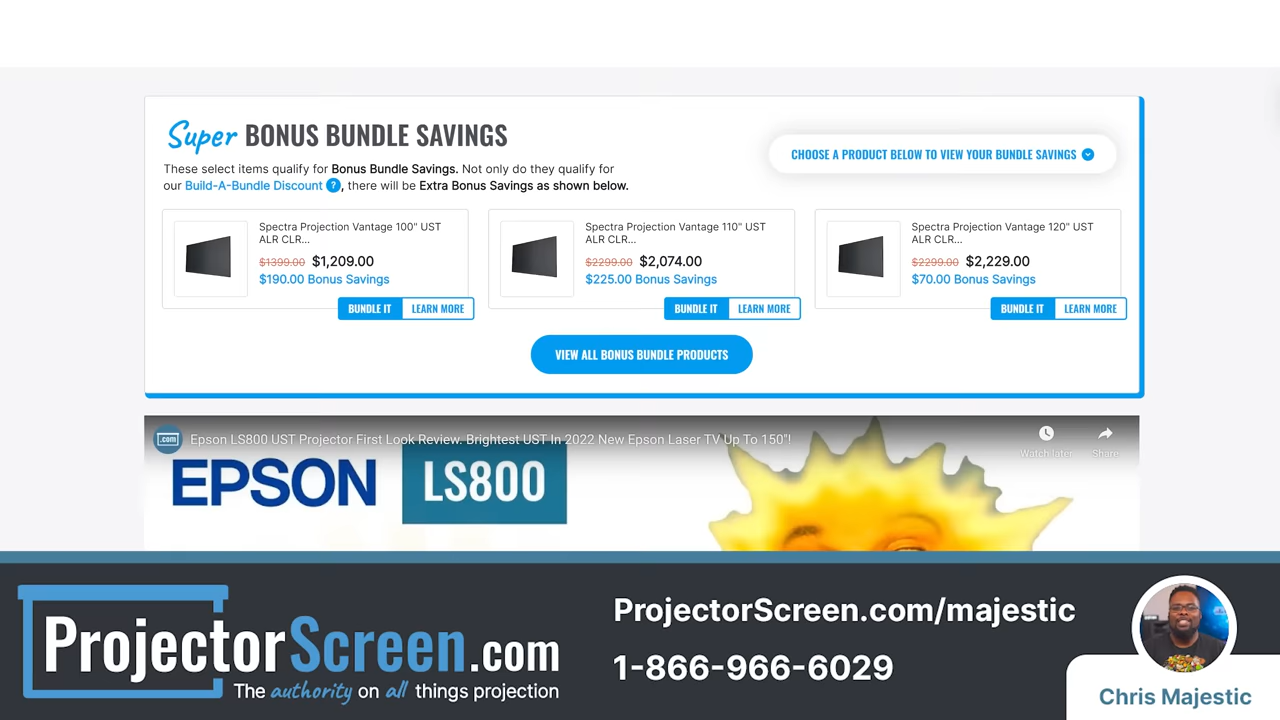 Super BONUS BUNDLE SAVINGS
These select items qualify for Bonus Bundle Savings. Not only do they qualify for
our Build-A-Bundle Discount ?, there will be Extra Bonus Savings as shown below.
CHOOSE A PRODUCT BELOW TO VIEW YOUR BUNDLE SAVINGS
Spectra Projection Vantage 100" UST
ALR CLR...
$1399.00 $1,209.00
$190.00 Bonus Savings
BUNDLE IT LEARN MORE
Spectra Projection Vantage 110" UST
ALR CLR...
$2299.00 $2,074.00
$225.00 Bonus Savings
BUNDLE IT LEARN MORE
Spectra Projection Vantage 120" UST
ALR CLR...
$2299.00 $2,229.00
$70.00 Bonus Savings
BUNDLE IT LEARN MORE
VIEW ALL BONUS BUNDLE PRODUCTS
.com Epson LS800 UST Projector First Look Review. Brightest UST In 2022 New Epson Laser TV Up To 150"!
Watch later Share
EPSON LS800
ProjectorScreen.com
The authority on all things projection
ProjectorScreen.com/majestic
1-866-966-6029
Chris Majestic